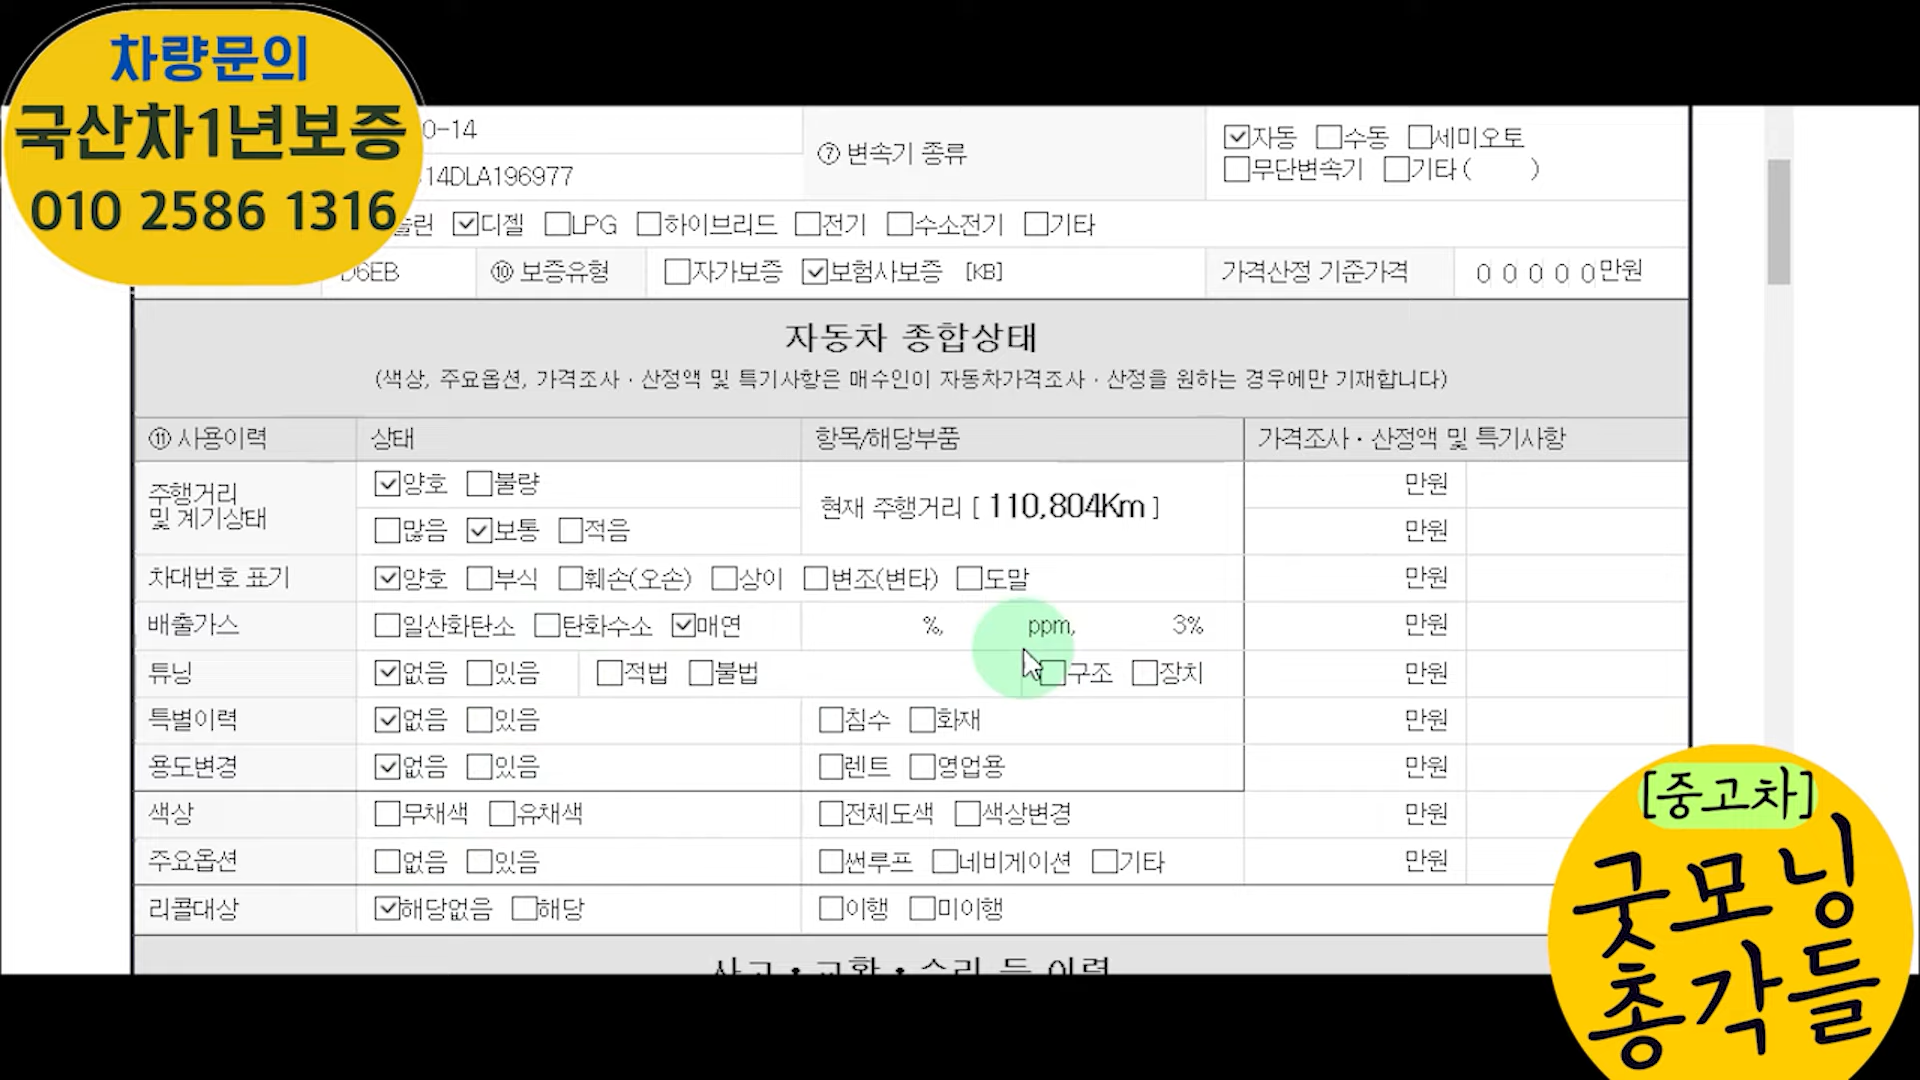 차량문의
국산차1년보증
010 2586 1316
0-14
⑦ 변속기 종류
☑자동 □수동 □세미오토
□무단변속기 □기타 ( )
14DLA196977
린 ☑디젤 □LPG □하이브리드 □전기 □수소전기 □기타
D6EB ⑩ 보증유형 □자가보증 ☑보험사보증 [KB] 가격산정 기준가격 0 0 0 0 0만원
자동차 종합상태
(색상, 주요옵션, 가격조사 · 산정액 및 특기사항은 매수인이 자동차가격조사 · 산정을 원하는 경우에만 기재합니다)
⑪ 사용이력 상태 항목/해당부품 가격조사 · 산정액 및 특기사항
주행거리
및 계기상태
☑양호 □불량
현재 주행거리 [ 110,804Km ]
만원
□많음 ☑보통 □적음
만원
차대번호 표기 ☑양호 □부식 □훼손(오손) □상이 □변조(변타) □도말 만원
배출가스 □일산화탄소 □탄화수소 ☑매연 %, ppm, 3% 만원
튜닝 ☑없음 □있음 □적법 □불법 □구조 □장치 만원
특별이력 ☑없음 □있음 □침수 □화재 만원
용도변경 ☑없음 □있음 □렌트 □영업용 만원
색상 □무채색 □유채색 □전체도색 □색상변경 만원
주요옵션 □없음 □있음 □썬루프 □네비게이션 □기타 만원
리콜대상 ☑해당없음 □해당 □이행 □미이행
사고 · 교환 · 수리 등 이력
[중고차]
굿모닝
총각들